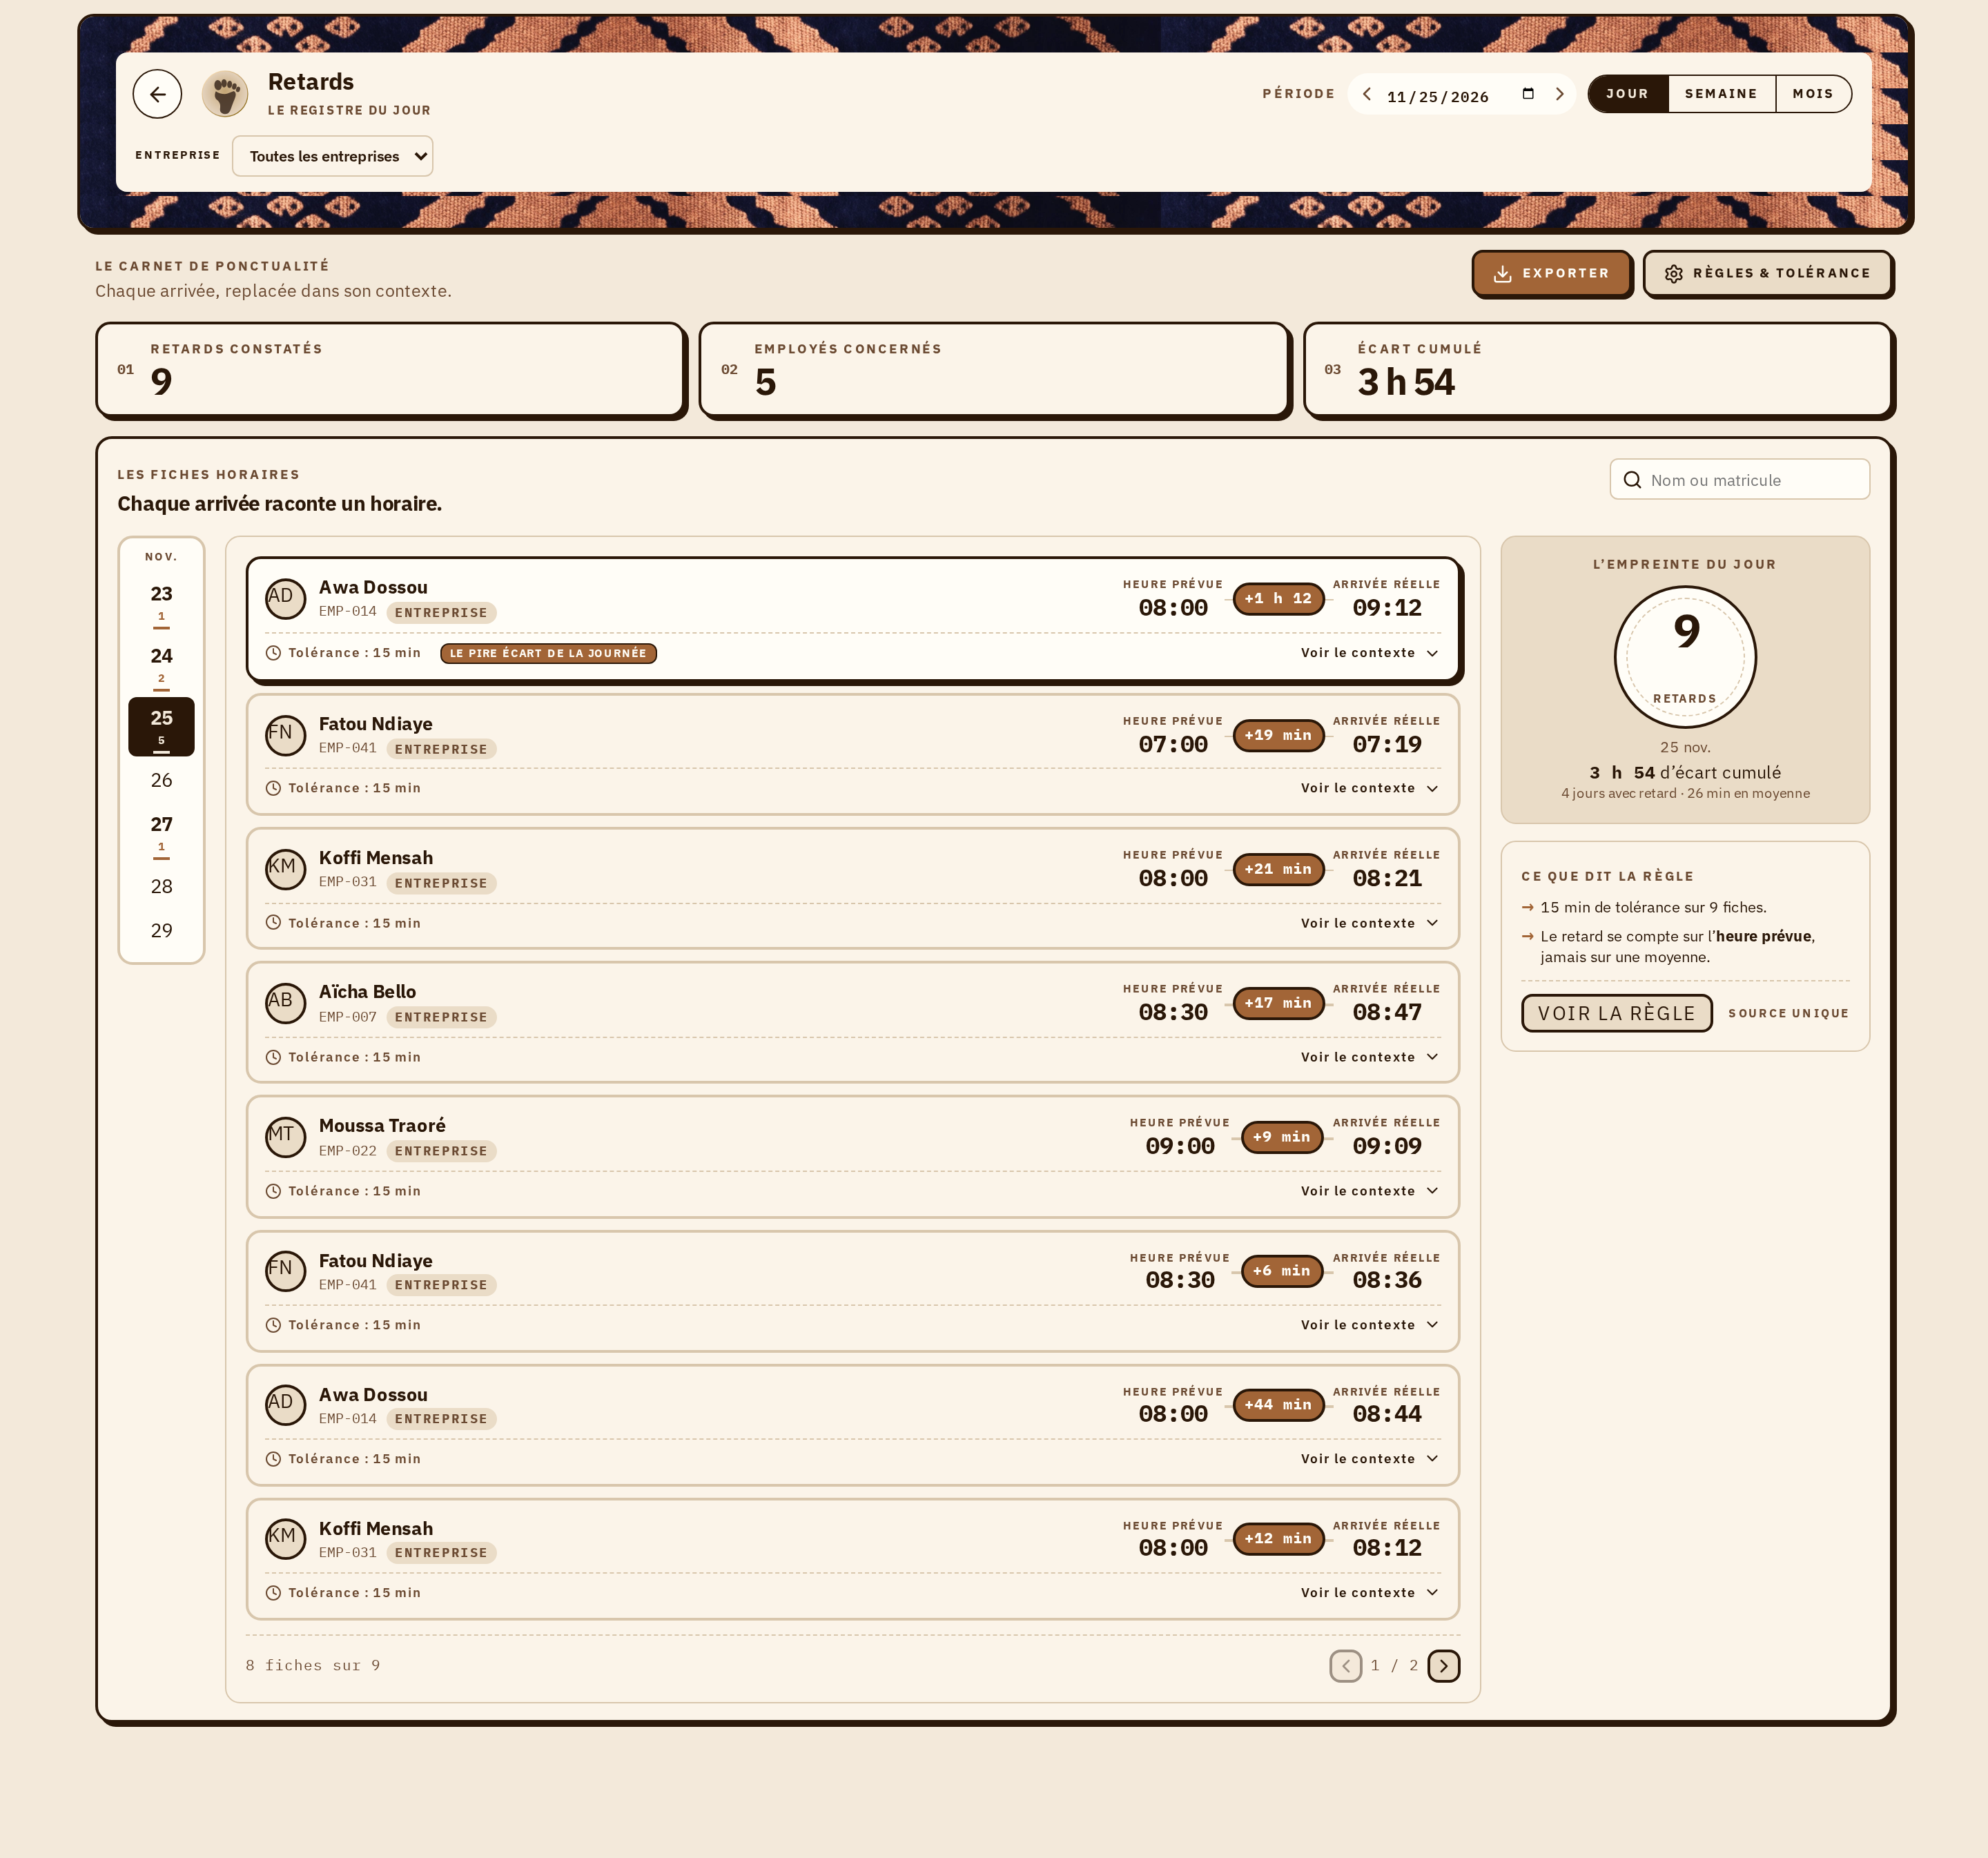 Retards
LE REGISTRE DU JOUR
PÉRIODE
11/25/2026
JOUR
SEMAINE
MOIS
ENTREPRISE
Toutes les entreprises
LE CARNET DE PONCTUALITÉ
Chaque arrivée, replacée dans son contexte.
EXPORTER
RÈGLES & TOLÉRANCE
01
RETARDS CONSTATÉS
9
02
EMPLOYÉS CONCERNÉS
5
03
ÉCART CUMULÉ
3 h 54
LES FICHES HORAIRES
Chaque arrivée raconte un horaire.
Nom ou matricule
NOV.
23
1
24
2
25
5
26
27
1
28
29
AD
Awa Dossou
EMP-014 ENTREPRISE
HEURE PRÉVUE
08:00
+1 h 12
ARRIVÉE RÉELLE
09:12
Tolérance : 15 min
LE PIRE ÉCART DE LA JOURNÉE
Voir le contexte
FN
Fatou Ndiaye
EMP-041 ENTREPRISE
HEURE PRÉVUE
07:00
+19 min
ARRIVÉE RÉELLE
07:19
Tolérance : 15 min
Voir le contexte
KM
Koffi Mensah
EMP-031 ENTREPRISE
HEURE PRÉVUE
08:00
+21 min
ARRIVÉE RÉELLE
08:21
Tolérance : 15 min
Voir le contexte
AB
Aïcha Bello
EMP-007 ENTREPRISE
HEURE PRÉVUE
08:30
+17 min
ARRIVÉE RÉELLE
08:47
Tolérance : 15 min
Voir le contexte
MT
Moussa Traoré
EMP-022 ENTREPRISE
HEURE PRÉVUE
09:00
+9 min
ARRIVÉE RÉELLE
09:09
Tolérance : 15 min
Voir le contexte
FN
Fatou Ndiaye
EMP-041 ENTREPRISE
HEURE PRÉVUE
08:30
+6 min
ARRIVÉE RÉELLE
08:36
Tolérance : 15 min
Voir le contexte
AD
Awa Dossou
EMP-014 ENTREPRISE
HEURE PRÉVUE
08:00
+44 min
ARRIVÉE RÉELLE
08:44
Tolérance : 15 min
Voir le contexte
KM
Koffi Mensah
EMP-031 ENTREPRISE
HEURE PRÉVUE
08:00
+12 min
ARRIVÉE RÉELLE
08:12
Tolérance : 15 min
Voir le contexte
8 fiches sur 9
1 / 2
L’EMPREINTE DU JOUR
9
RETARDS
25 nov.
3 h 54 d’écart cumulé
4 jours avec retard · 26 min en moyenne
CE QUE DIT LA RÈGLE
→ 15 min de tolérance sur 9 fiches.
→ Le retard se compte sur l’heure prévue,
jamais sur une moyenne.
VOIR LA RÈGLE
SOURCE UNIQUE